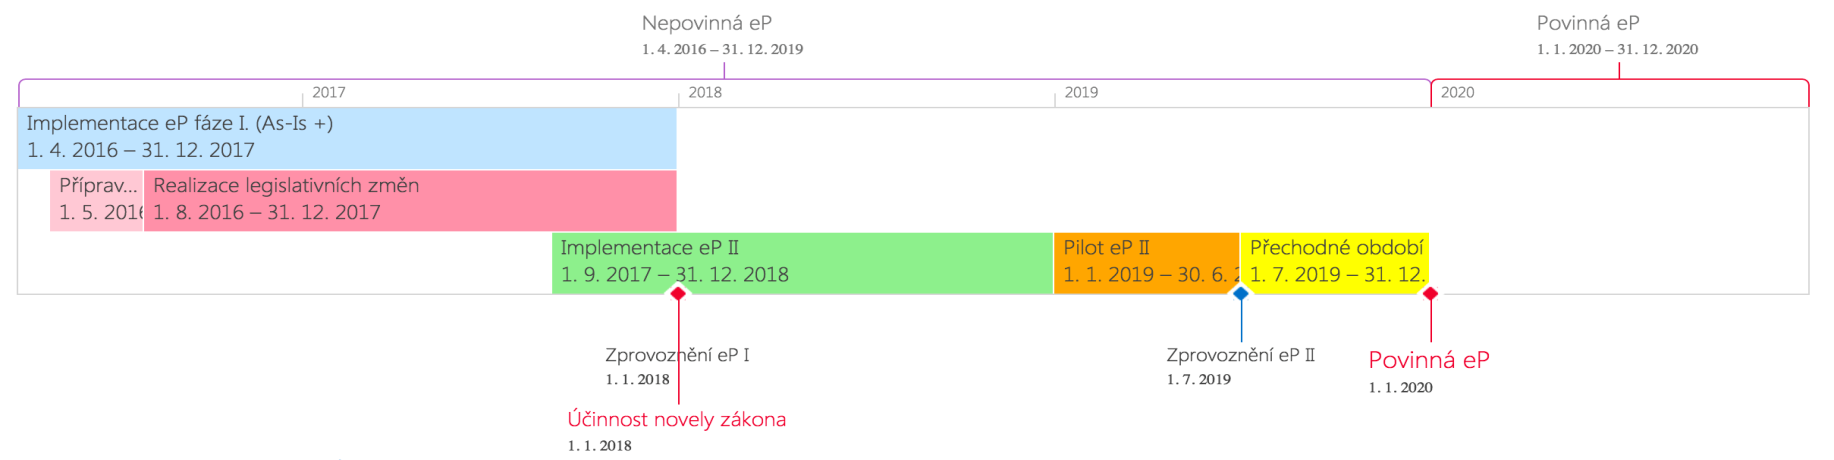 Nepovinná eP
1. 4. 2016 – 31. 12. 2019
Povinná eP
1. 1. 2020 – 31. 12. 2020
2017
2018
2019
2020
Implementace eP fáze I. (As-Is +)
1. 4. 2016 – 31. 12. 2017
Příprav...
1. 5. 2016
Realizace legislativních změn
1. 8. 2016 – 31. 12. 2017
Implementace eP II
1. 9. 2017 – 31. 12. 2018
Pilot eP II
1. 1. 2019 – 30. 6. 2
Přechodné období
1. 7. 2019 – 31. 12.
Zprovoznění eP I
1. 1. 2018
Účinnost novely zákona
1. 1. 2018
Zprovoznění eP II
1. 7. 2019
Povinná eP
1. 1. 2020